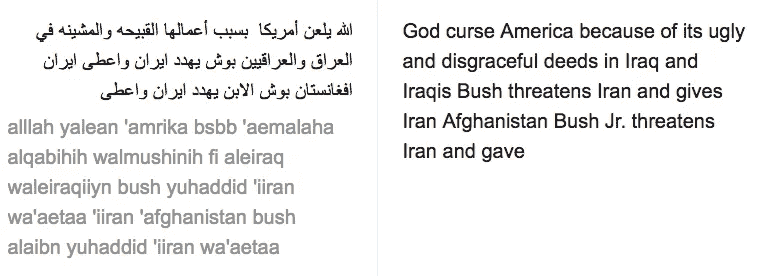 الله يلعن أمريكا بسبب أعمالها القبيحه والمشينه في
العراق والعراقيين بوش يهدد ايران واعطى ايران
افغانستان بوش الابن يهدد ايران واعطى
alllah yalean 'amrika bsbb 'aemalaha
alqabihih walmushinih fi aleiraq
waleiraqiiyn bush yuhaddid 'iiran
wa'aetaa 'iiran 'afghanistan bush
alaibn yuhaddid 'iiran wa'aetaa
God curse America because of its ugly
and disgraceful deeds in Iraq and
Iraqis Bush threatens Iran and gives
Iran Afghanistan Bush Jr. threatens
Iran and gave